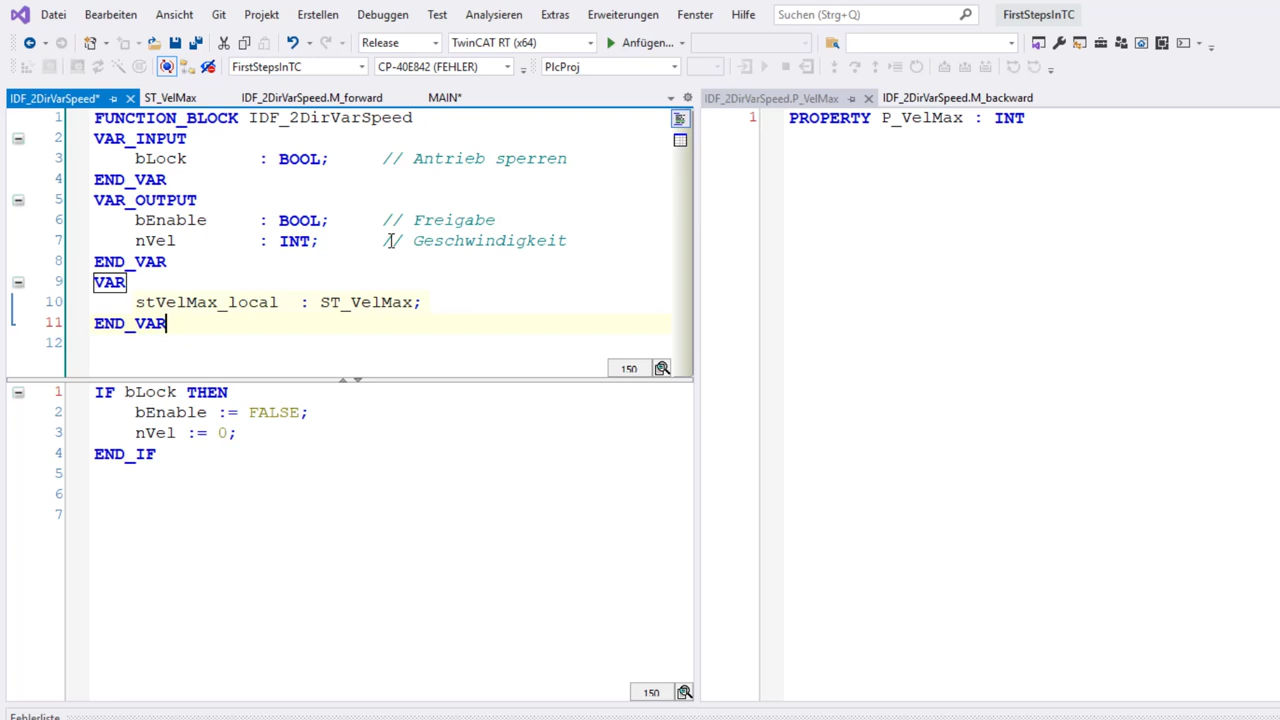 Datei Bearbeiten Ansicht Git Projekt Erstellen Debuggen Test Analysieren Extras Erweiterungen Fenster Hilfe Suchen (Strg+Q) FirstStepsInTC
Release TwinCAT RT (x64) Anfügen...
FirstStepsInTC CP-40E842 (FEHLER) PlcProj
IDF_2DirVarSpeed* ST_VelMax IDF_2DirVarSpeed.M_forward MAIN* IDF_2DirVarSpeed.P_VelMax IDF_2DirVarSpeed.M_backward
1 FUNCTION_BLOCK IDF_2DirVarSpeed
2 VAR_INPUT
3 bLock : BOOL; // Antrieb sperren
4 END_VAR
5 VAR_OUTPUT
6 bEnable : BOOL; // Freigabe
7 nVel : INT; // Geschwindigkeit
8 END_VAR
9 VAR
10 stVelMax_local : ST_VelMax;
11 END_VAR
12
150
1 IF bLock THEN
2 bEnable := FALSE;
3 nVel := 0;
4 END_IF
5
6
7
150
1 PROPERTY P_VelMax : INT
Fehlerliste